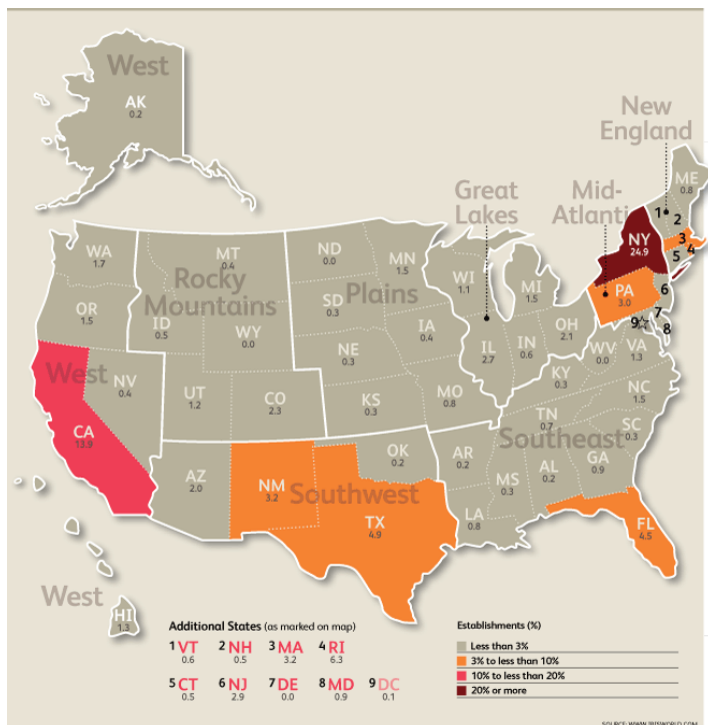 West
AK
0.2
New
England
Great
Lakes
Mid-
Atlanti
ME
0.8
1
2
3
4
5
6
7
8
9
NY
24.9
PA
3.0
WA
1.7
MT
0.4
ND
0.0
MN
1.5
WI
1.1
MI
1.5
Rocky
Mountains
Plains
OR
1.5
ID
0.5
WY
0.0
SD
0.3
IA
0.4
NE
0.3
IL
2.7
IN
0.6
OH
2.1
WV
0.0
VA
1.3
West
NV
0.4
UT
1.2
CO
2.3
KS
0.3
MO
0.8
KY
0.3
NC
1.5
CA
13.9
AZ
2.0
NM
3.2
OK
0.2
AR
0.2
TN
0.7
Southeast
SC
0.3
Southwest
TX
4.9
LA
0.8
MS
0.3
AL
0.2
GA
0.9
FL
4.5
West
HI
1.3
Additional States (as marked on map)
1 VT 2 NH 3 MA 4 RI
0.6 0.5 3.2 6.3
5 CT 6 NJ 7 DE 8 MD 9 DC
0.5 2.9 0.0 0.9 0.1
Establishments (%)
Less than 3%
3% to less than 10%
10% to less than 20%
20% or more
SOURCE: WWW.IBISWORLD.COM